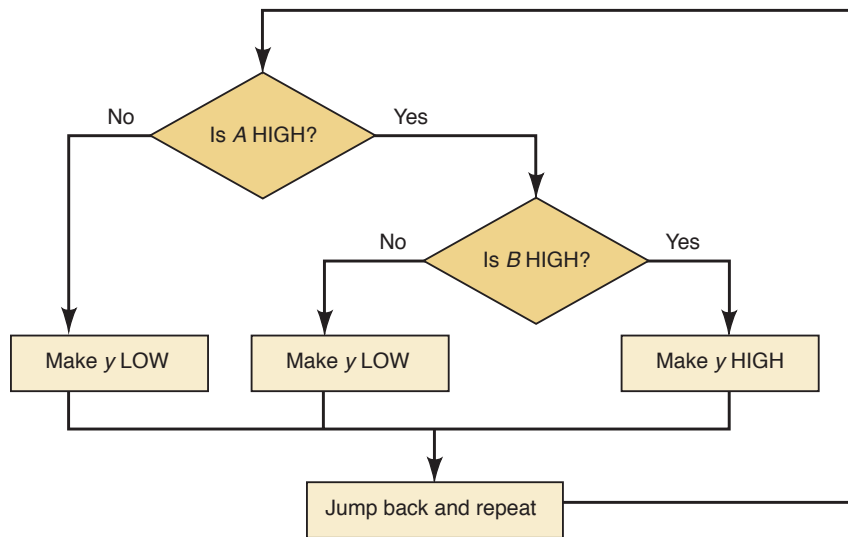 No
Is A HIGH?
Yes
No
Is B HIGH?
Yes
Make y LOW
Make y LOW
Make y HIGH
Jump back and repeat